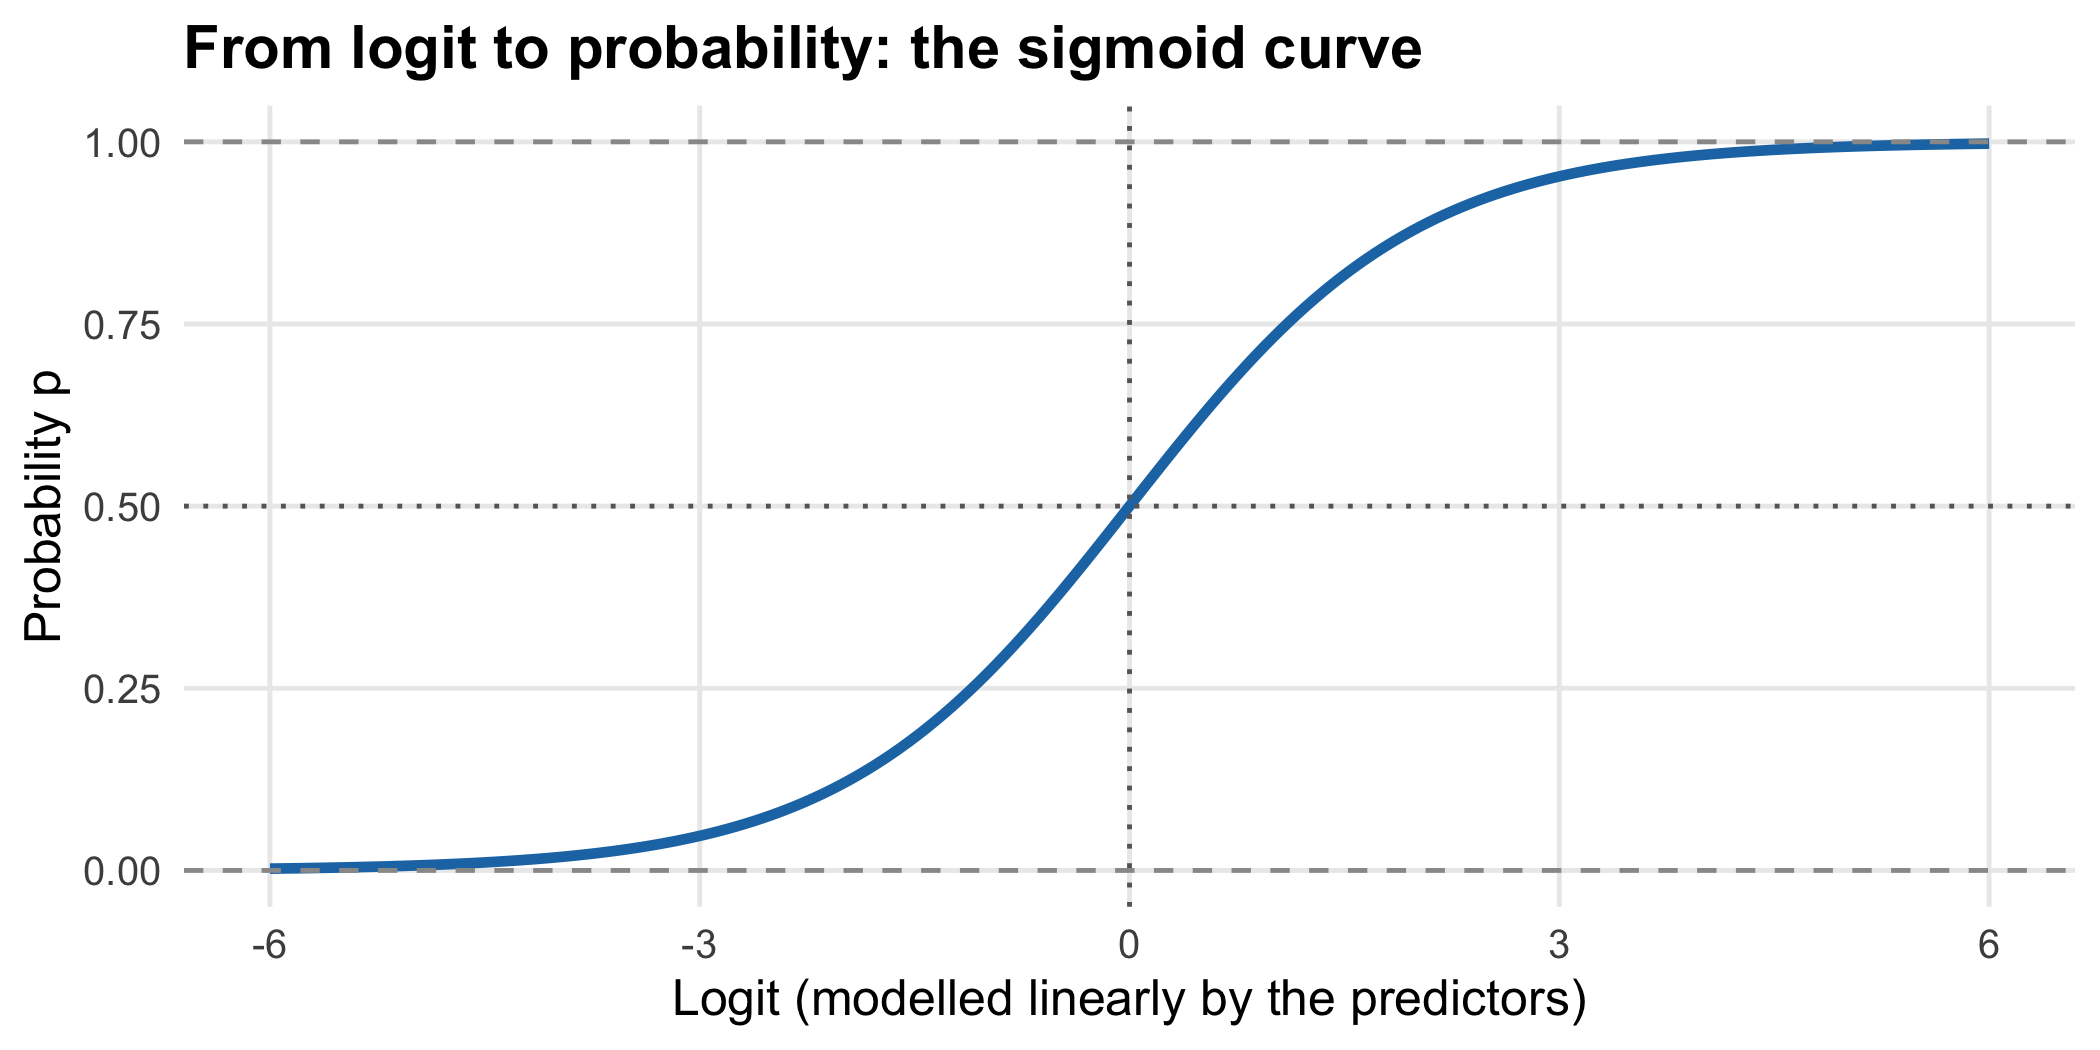 From logit to probability: the sigmoid curve
1.00
0.75
0.50
0.25
0.00
Probability p
-6 -3 0 3 6
Logit (modelled linearly by the predictors)